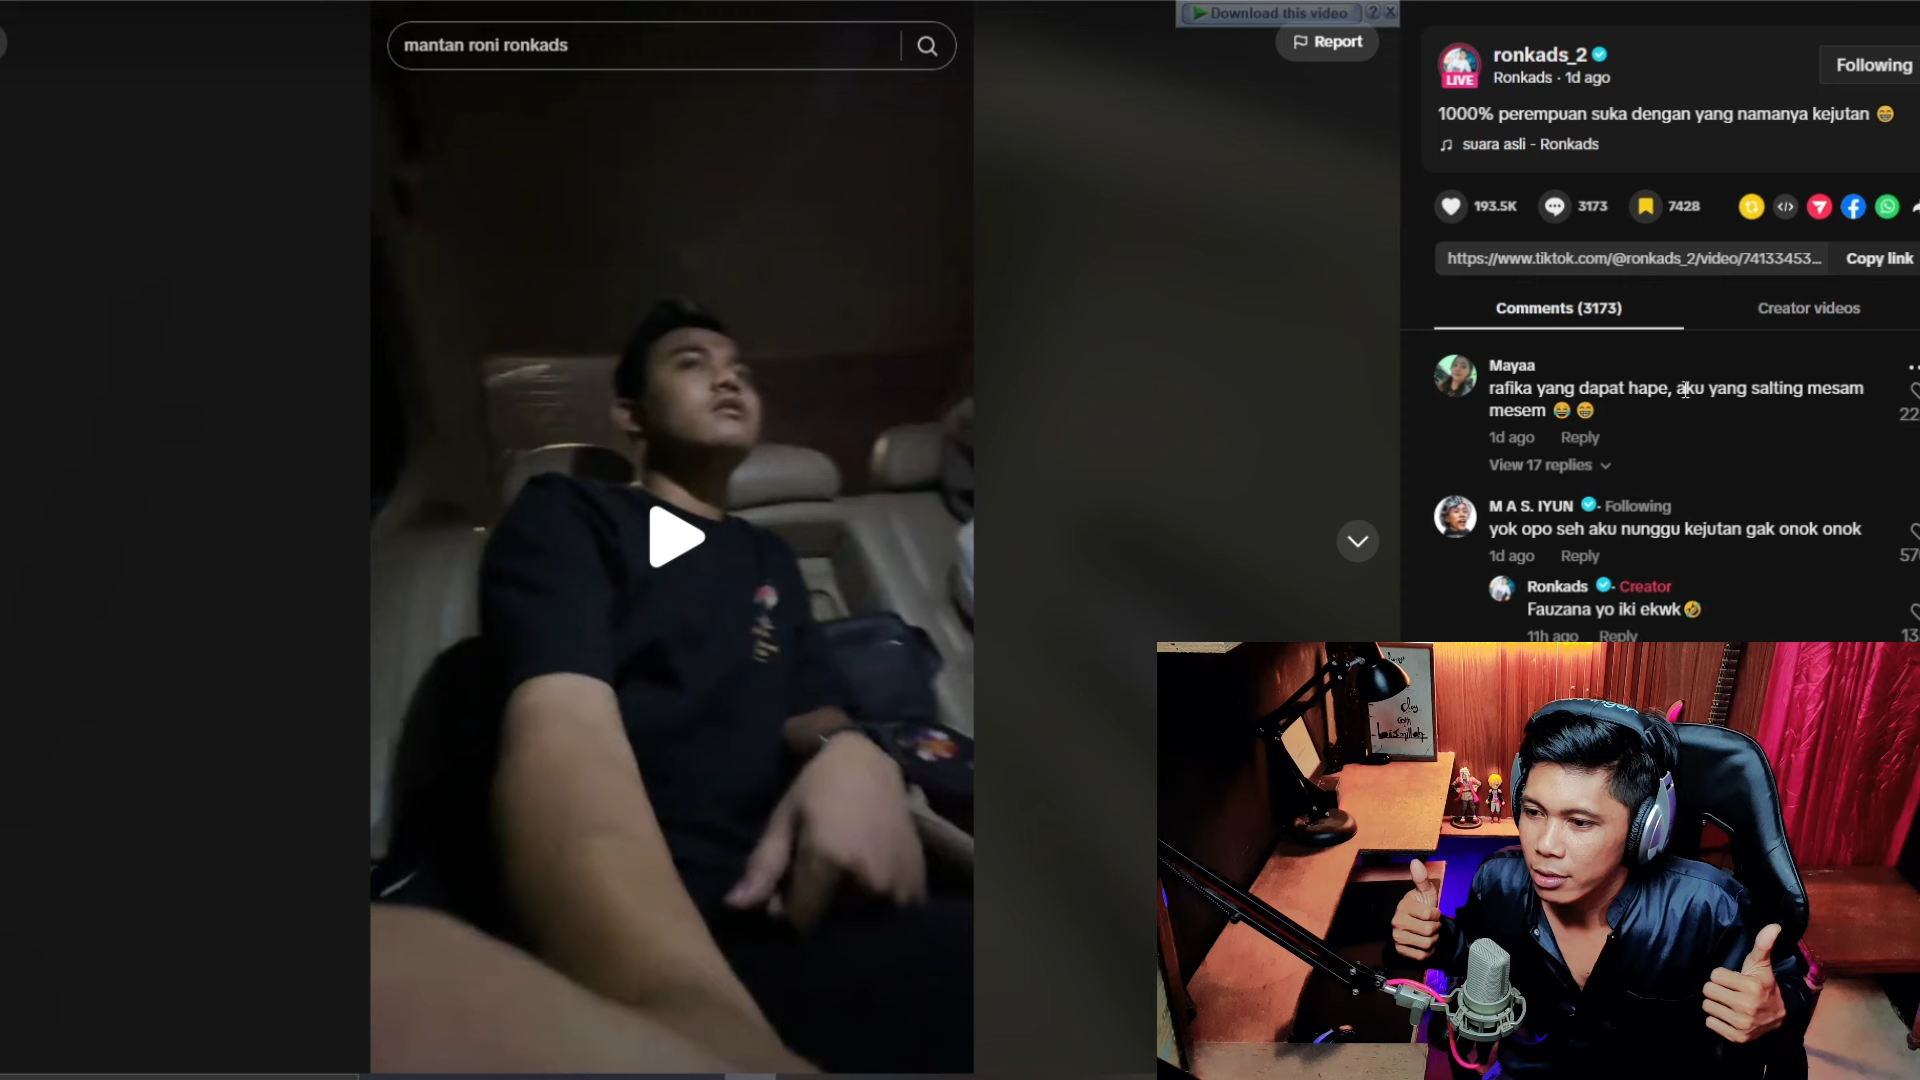 mantan roni ronkads
Download this video
?
X
Report
ronkads_2
LIVE
Ronkads · 1d ago
Following
1000% perempuan suka dengan yang namanya kejutan 😁
suara asli - Ronkads
193.5K
3173
7428
https://www.tiktok.com/@ronkads_2/video/74133453...
Copy link
Comments (3173)
Creator videos
Mayaa
rafika yang dapat hape, aku yang salting mesam
mesem 😂 😁
22
1d ago Reply
View 17 replies
M A S. IYUN · Following
yok opo seh aku nunggu kejutan gak onok onok
57
1d ago Reply
Ronkads · Creator
Fauzana yo iki ekwk🤣
13
11h ago Reply
bismillah